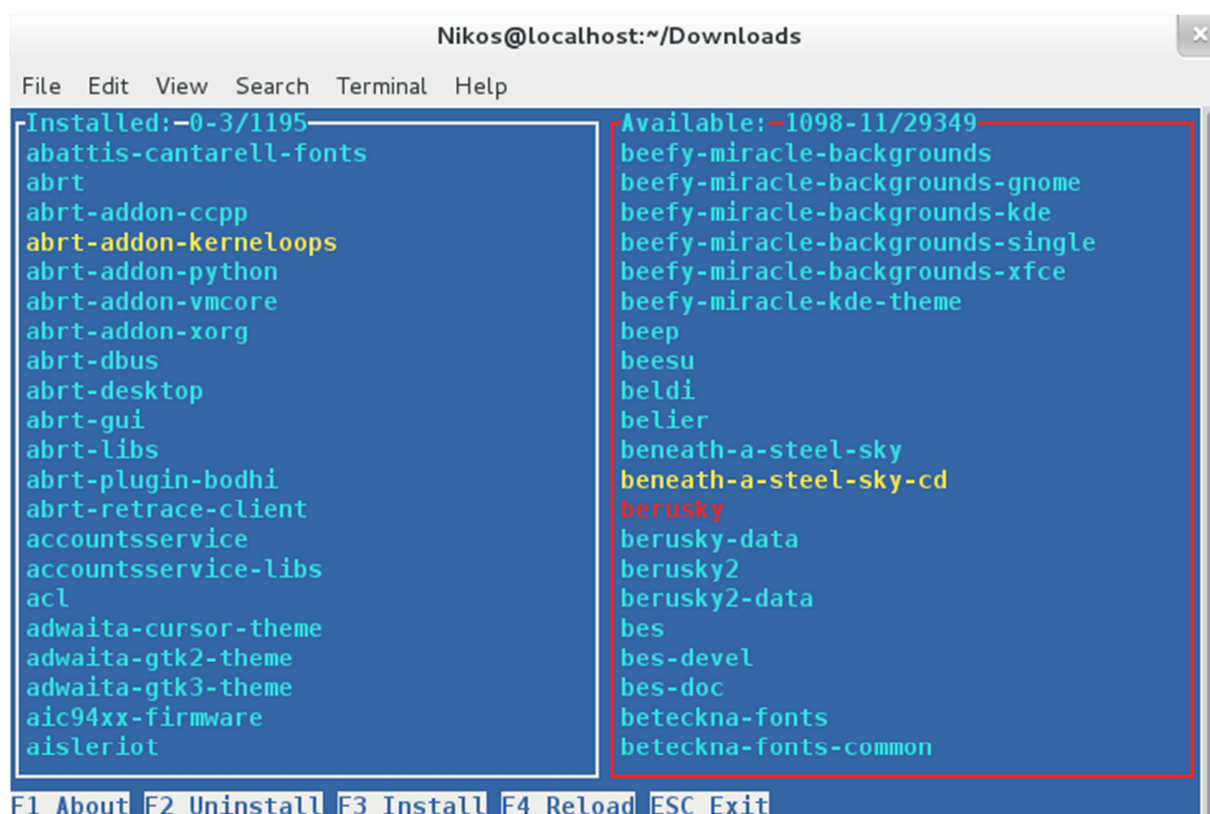 Nikos@localhost:~/Downloads
File Edit View Search Terminal Help
Installed:-0-3/1195
abattis-cantarell-fonts
abrt
abrt-addon-ccpp
abrt-addon-kerneloops
abrt-addon-python
abrt-addon-vmcore
abrt-addon-xorg
abrt-dbus
abrt-desktop
abrt-gui
abrt-libs
abrt-plugin-bodhi
abrt-retrace-client
accountsservice
accountsservice-libs
acl
adwaita-cursor-theme
adwaita-gtk2-theme
adwaita-gtk3-theme
aic94xx-firmware
aisleriot
Available:-1098-11/29349
beefy-miracle-backgrounds
beefy-miracle-backgrounds-gnome
beefy-miracle-backgrounds-kde
beefy-miracle-backgrounds-single
beefy-miracle-backgrounds-xfce
beefy-miracle-kde-theme
beep
beesu
beldi
belier
beneath-a-steel-sky
beneath-a-steel-sky-cd
berusky
berusky-data
berusky2
berusky2-data
bes
bes-devel
bes-doc
beteckna-fonts
beteckna-fonts-common
F1 About F2 Uninstall F3 Install F4 Reload ESC Exit